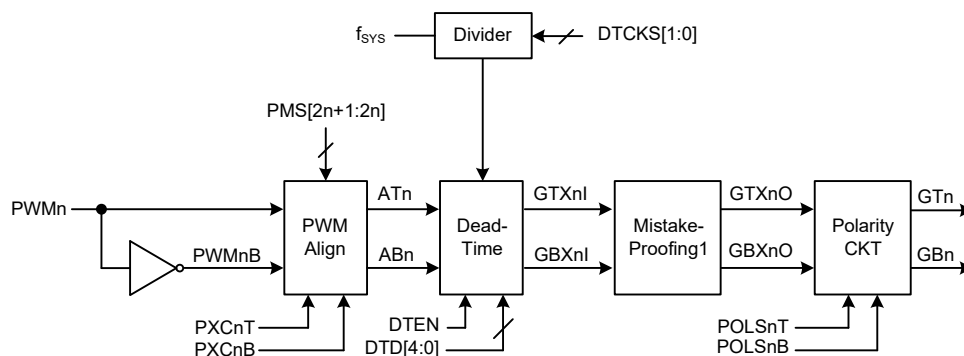 fSYS
Divider
DTCKS[1:0]
PMS[2n+1:2n]
PWMn
PWMnB
PWM
Align
ATn
ABn
Dead-
Time
GTXnI
GBXnI
Mistake-
Proofing1
GTXnO
GBXnO
Polarity
CKT
GTn
GBn
PXCnT
PXCnB
DTEN
DTD[4:0]
POLSnT
POLSnB